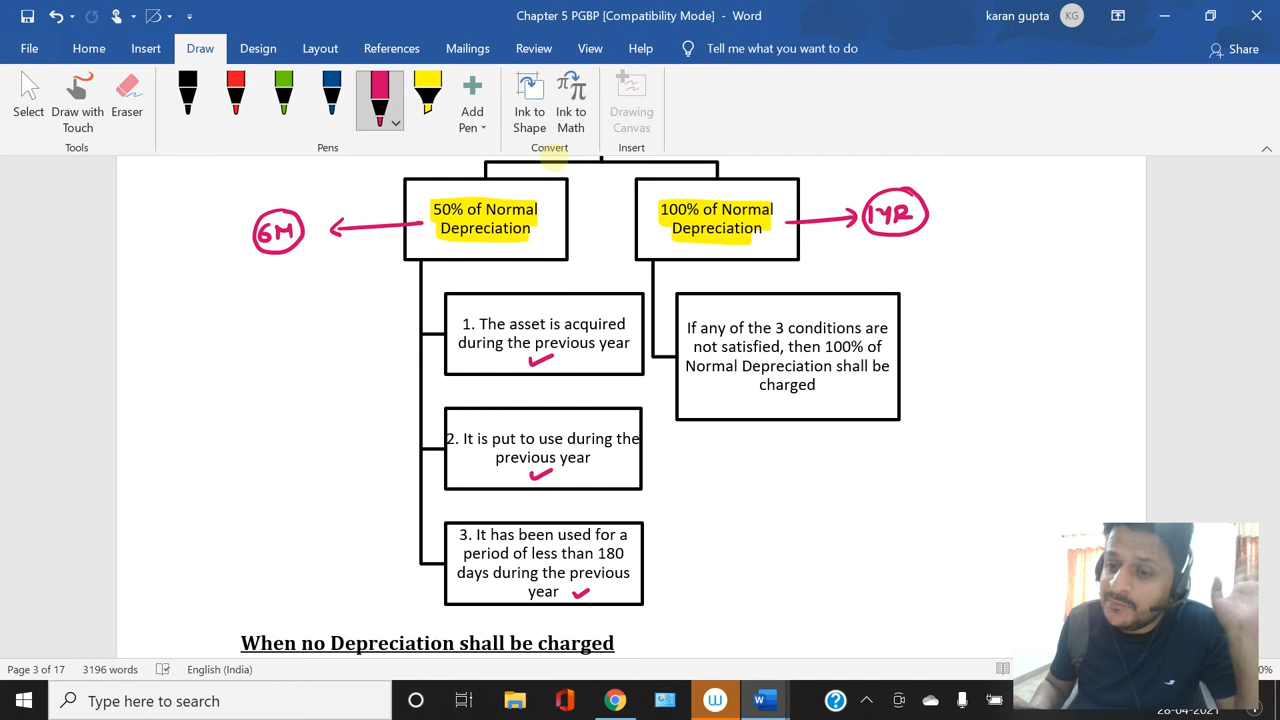 Chapter 5 PGBP [Compatibility Mode] - Word
karan gupta
KG
File
Home
Insert
Draw
Design
Layout
References
Mailings
Review
View
Help
Tell me what you want to do
Share
Select
Draw with
Touch
Eraser
Add
Pen
Ink to
Shape
Ink to
Math
Drawing
Canvas
Tools
Pens
Convert
Insert
50% of Normal
Depreciation
100% of Normal
Depreciation
6M
1YR
1. The asset is acquired
during the previous year
If any of the 3 conditions are
not satisfied, then 100% of
Normal Depreciation shall be
charged
2. It is put to use during the
previous year
3. It has been used for a
period of less than 180
days during the previous
year
When no Depreciation shall be charged
Page 3 of 17
3196 words
English (India)
Type here to search
28-04-2021